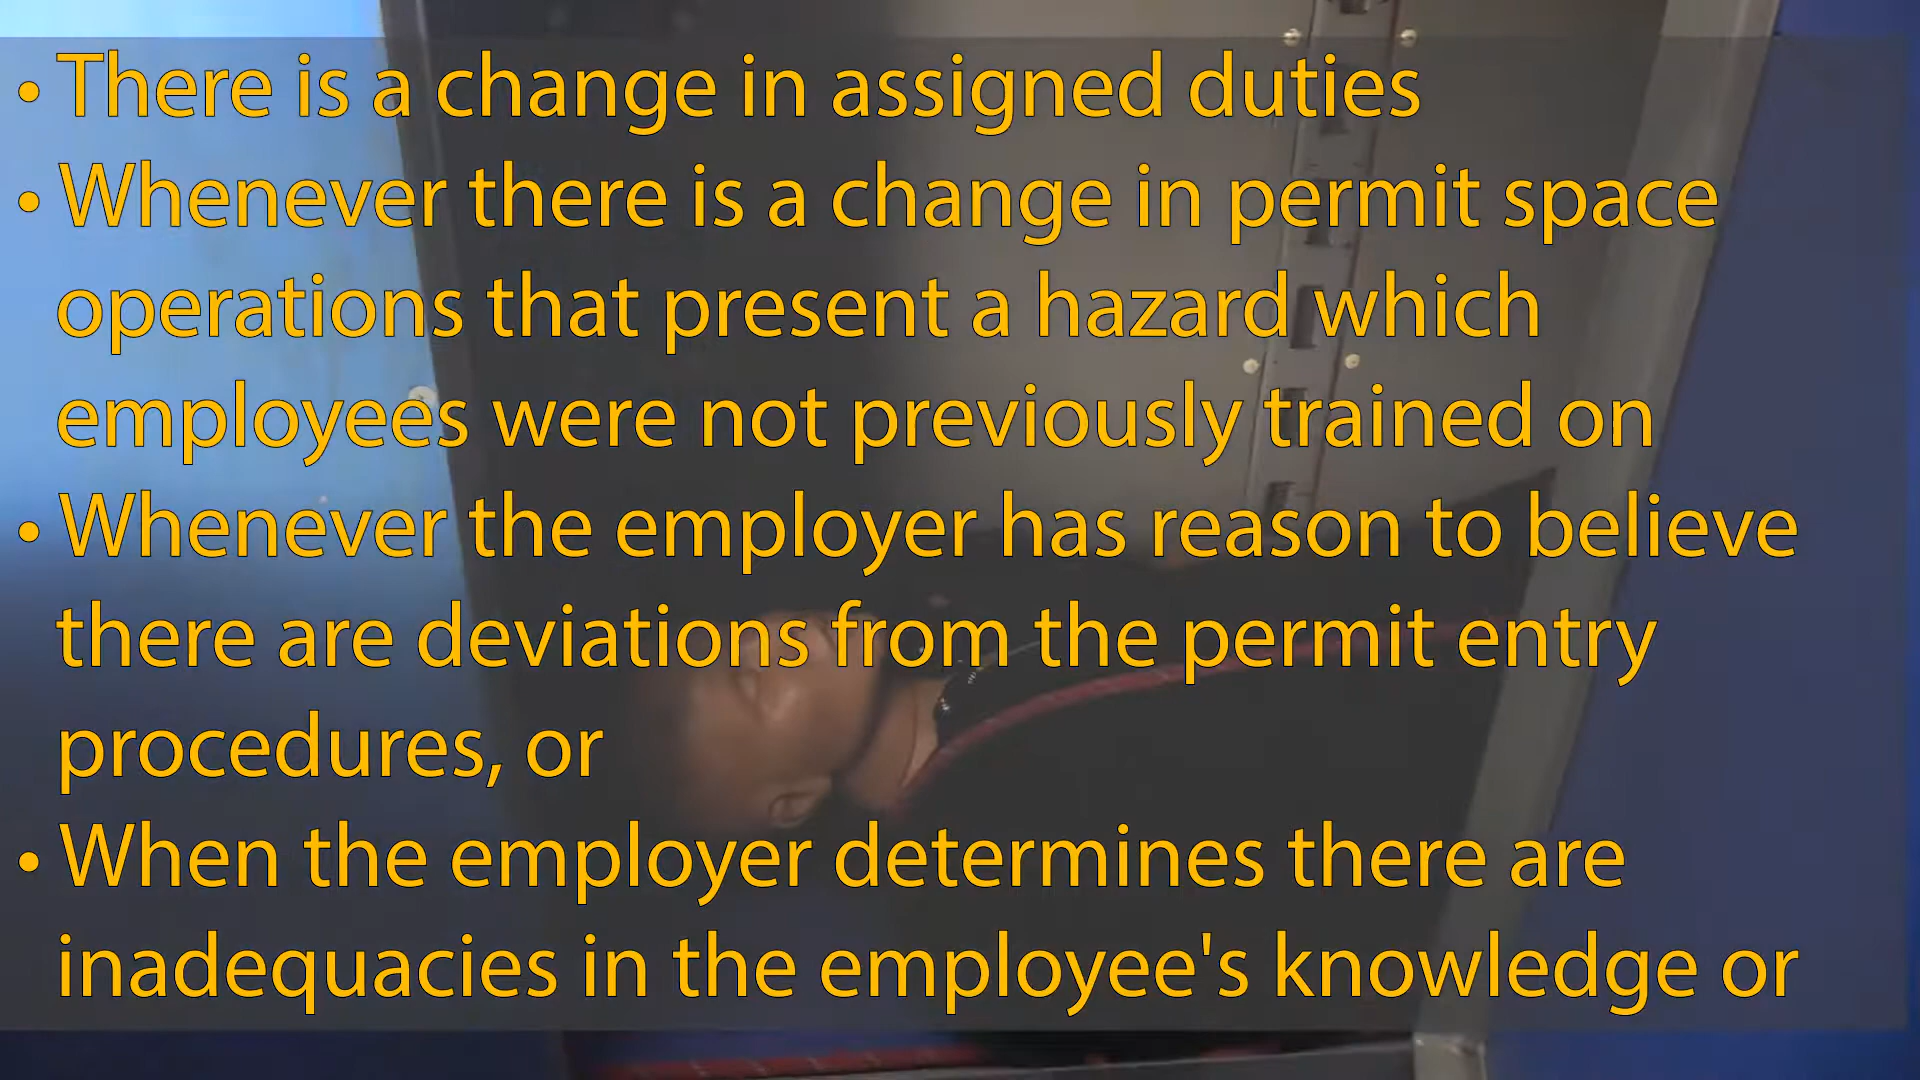 • There is a change in assigned duties
• Whenever there is a change in permit space
operations that present a hazard which
employees were not previously trained on
• Whenever the employer has reason to believe
there are deviations from the permit entry
procedures, or
• When the employer determines there are
inadequacies in the employee's knowledge or